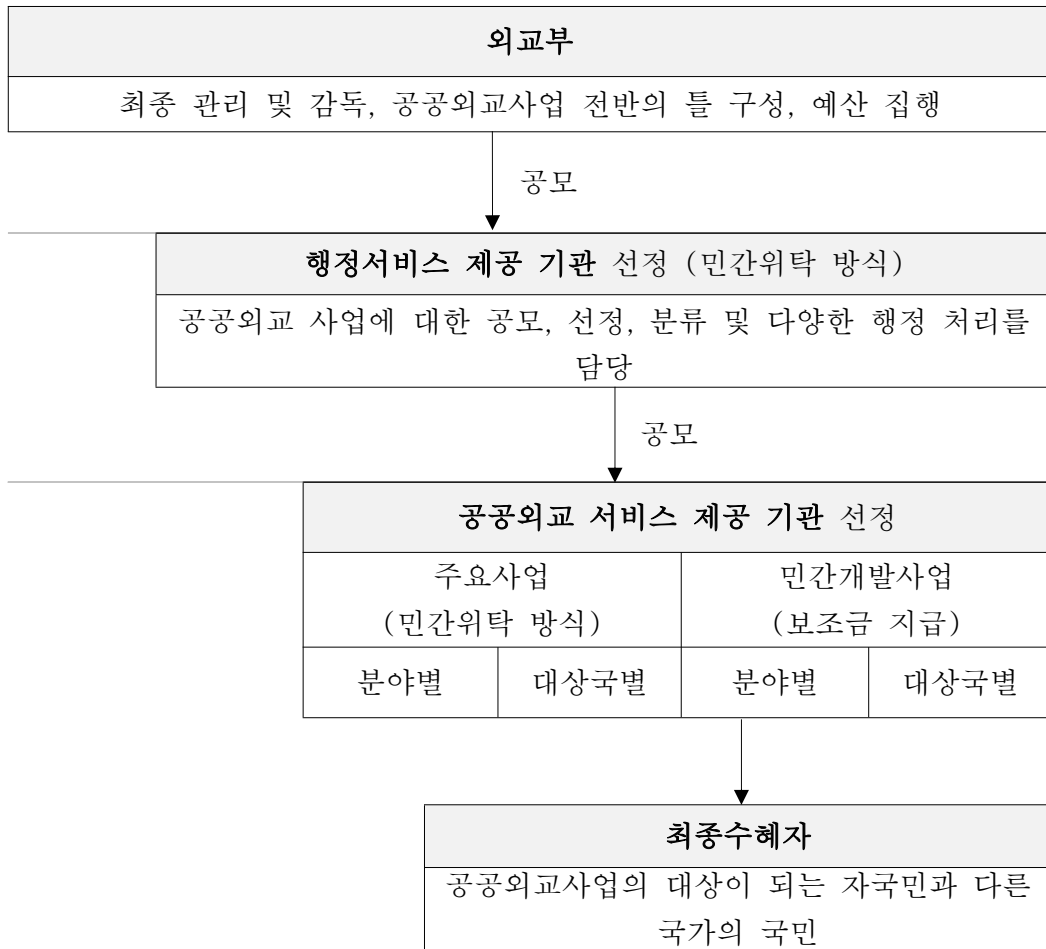 외교부
최종 관리 및 감독, 공공외교사업 전반의 틀 구성, 예산 집행
공모
행정서비스 제공 기관 선정 (민간위탁 방식)
공공외교 사업에 대한 공모, 선정, 분류 및 다양한 행정 처리를
담당
공모
공공외교 서비스 제공 기관 선정
주요사업
(민간위탁 방식)
민간개발사업
(보조금 지급)
분야별
대상국별
분야별
대상국별
최종수혜자
공공외교사업의 대상이 되는 자국민과 다른
국가의 국민